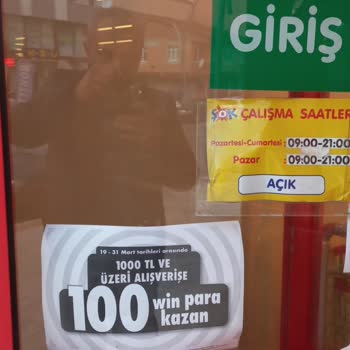 GİRİŞ
ŞOK ÇALIŞMA SAATLER
Pazartesi-Cumartesi : 09:00-21:00
Pazar : 09:00-21:00
AÇIK
19 - 31 Mart tarihleri arasında
1000 TL VE
ÜZERİ ALIŞVERİŞE
100 win para
kazan